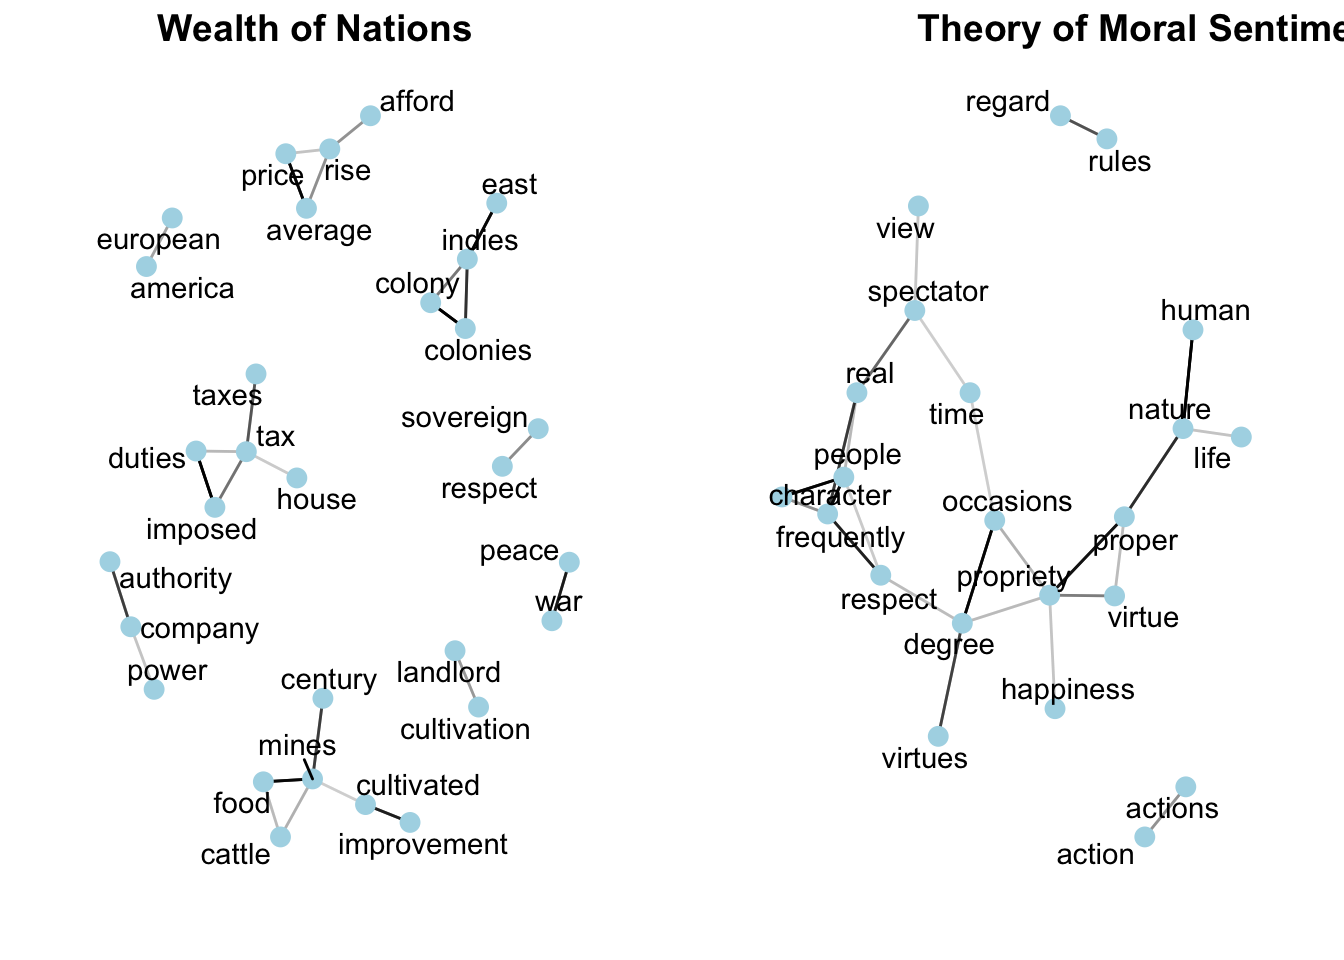 Wealth of Nations
afford
price
rise
east
average
indies
european
colony
america
colonies
taxes
sovereign
tax
duties
house
respect
imposed
peace
authority
war
company
power
landlord
century
cultivation
mines
cultivated
food
improvement
cattle
Theory of Moral Sentime
regard
rules
view
spectator
human
real
nature
time
life
people
character
occasions
frequently
proper
propriety
respect
virtue
degree
happiness
virtues
actions
action